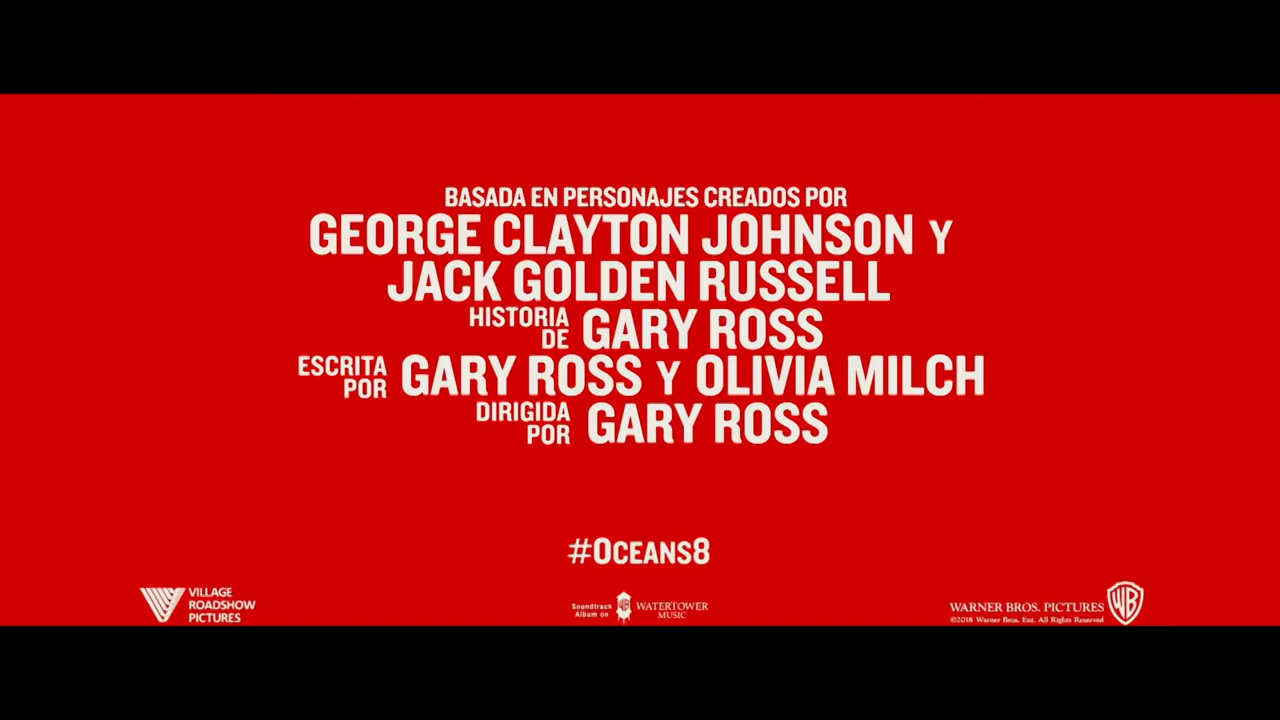 BASADA EN PERSONAJES CREADOS POR
GEORGE CLAYTON JOHNSON Y
JACK GOLDEN RUSSELL
HISTORIA DE GARY ROSS
ESCRITA POR GARY ROSS Y OLIVIA MILCH
DIRIGIDA POR GARY ROSS
#OCEANS8
VILLAGE
ROADSHOW
PICTURES
Soundtrack
Album on
WB
WATERTOWER
MUSIC
WARNER BROS. PICTURES
©2018 Warner Bros. Ent. All Rights Reserved
WB